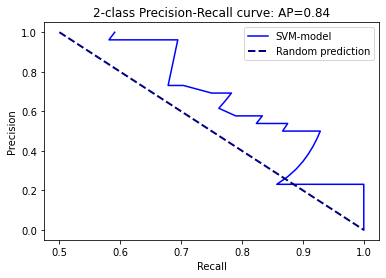 2-class Precision-Recall curve: AP=0.84
SVM-model
Random prediction
1.0
0.8
0.6
0.4
0.2
0.0
Precision
0.5 0.6 0.7 0.8 0.9 1.0
Recall